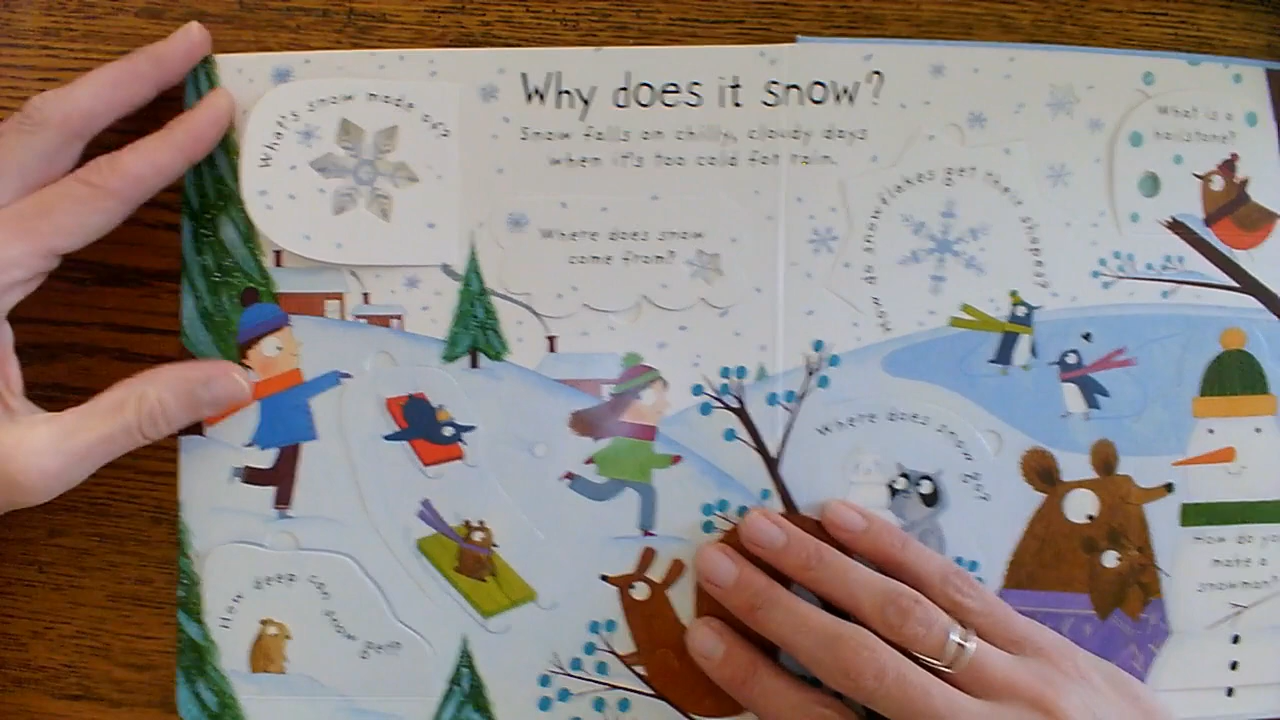 Why does it snow?
Snow falls on chilly, cloudy days
when it's too cold for rain.
What's snow made of?
Where does snow
come from?
How do snowflakes get their shapes?
What is a
hailstone?
Where does snow go?
How deep can snow get?
How do you
make a
snowman?